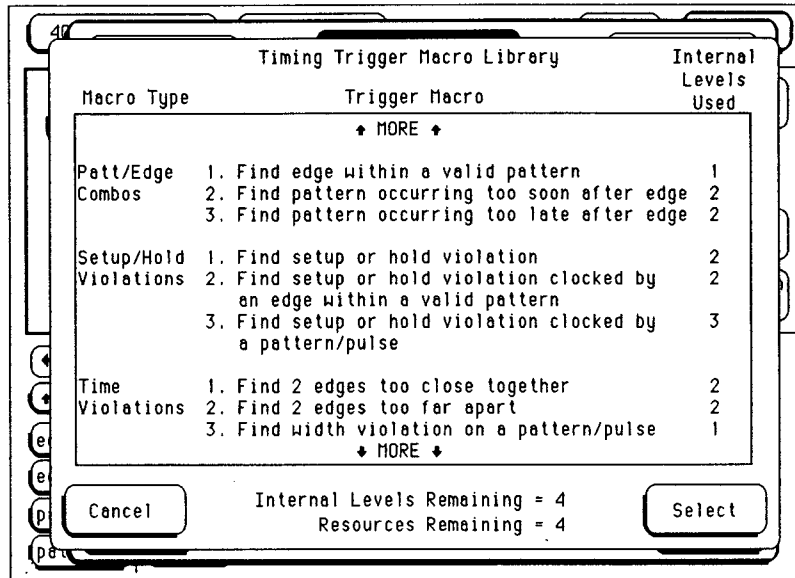 40
Timing Trigger Macro Library Internal
Levels
Macro Type Trigger Macro Used
↑ MORE ↑
Patt/Edge 1. Find edge within a valid pattern 1
Combos 2. Find pattern occurring too soon after edge 2
3. Find pattern occurring too late after edge 2
Setup/Hold 1. Find setup or hold violation 2
Violations 2. Find setup or hold violation clocked by 2
an edge within a valid pattern
3. Find setup or hold violation clocked by 3
a pattern/pulse
Time 1. Find 2 edges too close together 2
Violations 2. Find 2 edges too far apart 2
3. Find width violation on a pattern/pulse 1
↓ MORE ↓
Cancel Internal Levels Remaining = 4 Select
Resources Remaining = 4